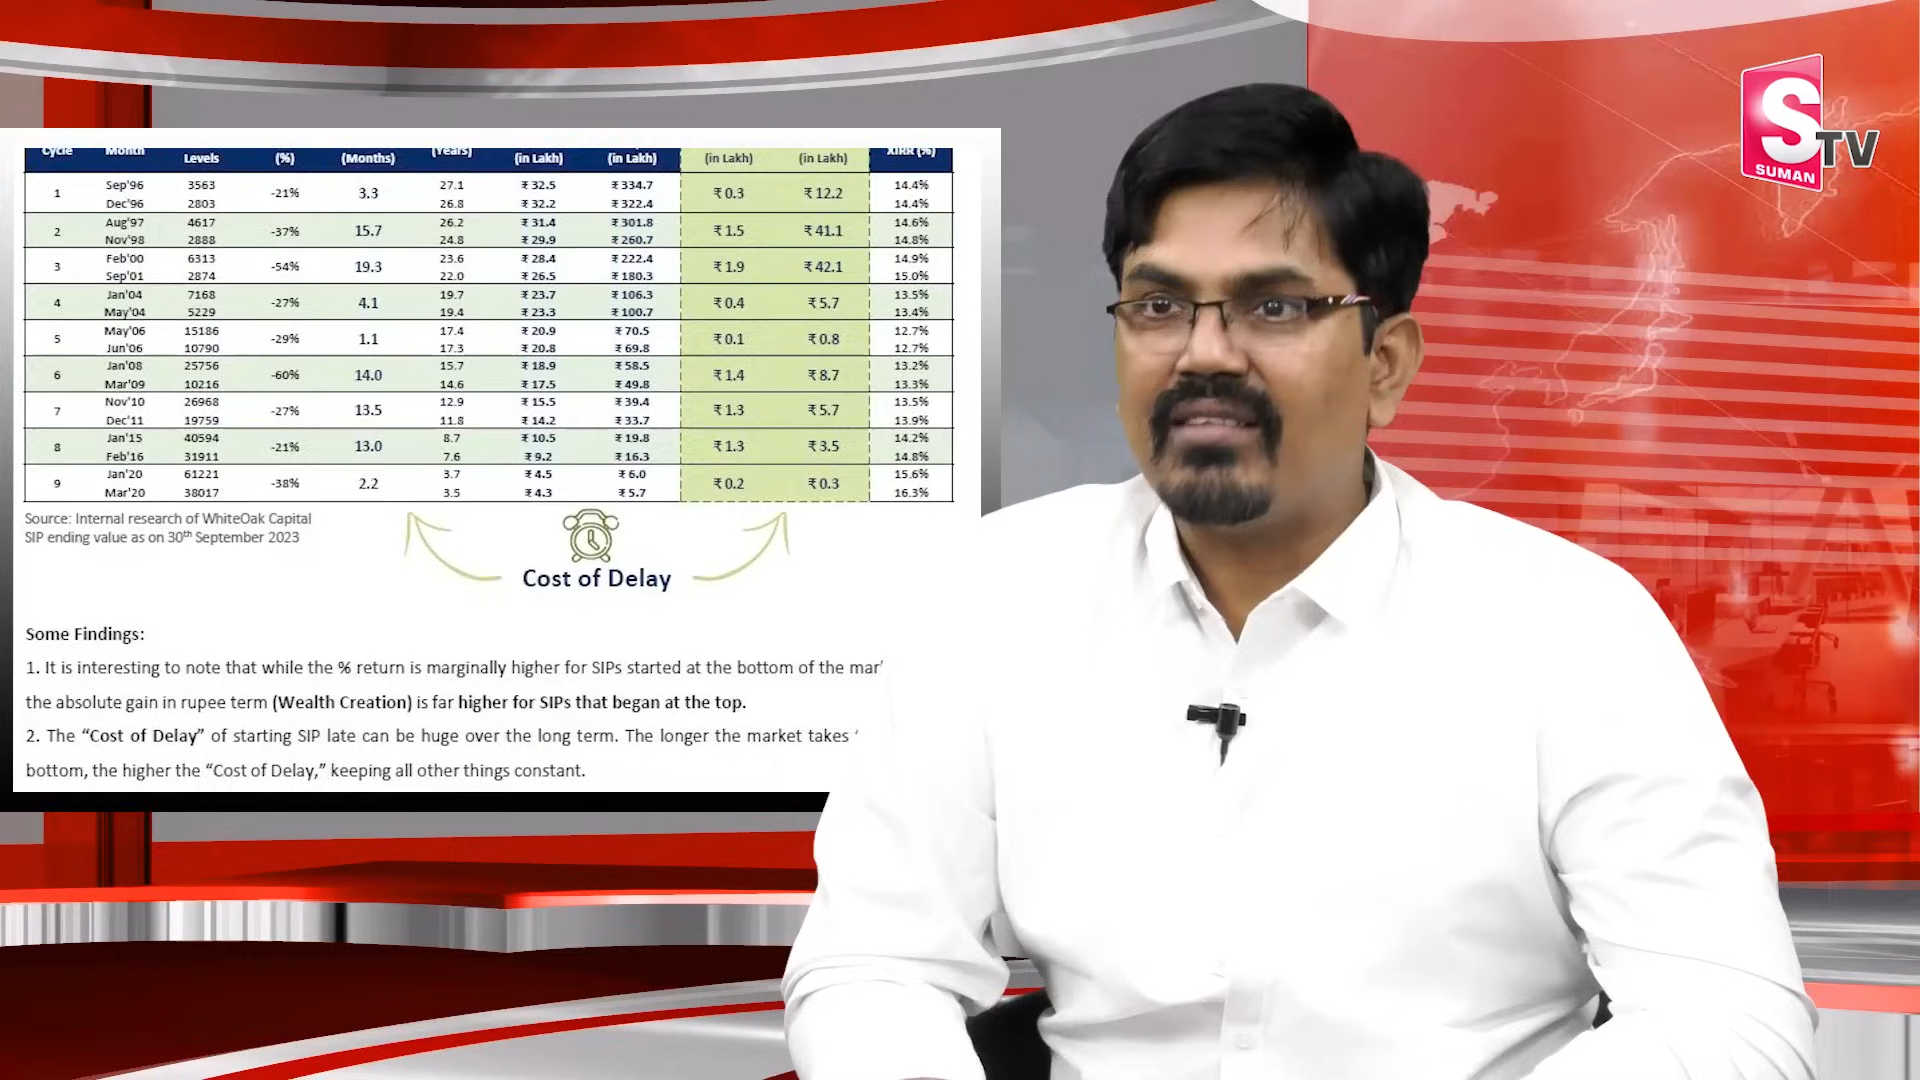 S
SUMAN
TV
Cycle Month Levels (%) (Months) (Years) (in Lakh) (in Lakh) (in Lakh) (in Lakh) XIRR (%)
1 Sep'96 3563 -21% 3.3 27.1 ₹ 32.5 ₹ 334.7 ₹ 0.3 ₹ 12.2 14.4%
Dec'96 2803 26.8 ₹ 32.2 ₹ 322.4 14.4%
2 Aug'97 4617 -37% 15.7 26.2 ₹ 31.4 ₹ 301.8 ₹ 1.5 ₹ 41.1 14.6%
Nov'98 2888 24.8 ₹ 29.9 ₹ 260.7 14.8%
3 Feb'00 6313 -54% 19.3 23.6 ₹ 28.4 ₹ 222.4 ₹ 1.9 ₹ 42.1 14.9%
Sep'01 2874 22.0 ₹ 26.5 ₹ 180.3 15.0%
4 Jan'04 7168 -27% 4.1 19.7 ₹ 23.7 ₹ 106.3 ₹ 0.4 ₹ 5.7 13.5%
May'04 5229 19.4 ₹ 23.3 ₹ 100.7 13.4%
5 May'06 15186 -29% 1.1 17.4 ₹ 20.9 ₹ 70.5 ₹ 0.1 ₹ 0.8 12.7%
Jun'06 10790 17.3 ₹ 20.8 ₹ 69.8 12.7%
6 Jan'08 25756 -60% 14.0 15.7 ₹ 18.9 ₹ 58.5 ₹ 1.4 ₹ 8.7 13.2%
Mar'09 10216 14.6 ₹ 17.5 ₹ 49.8 13.3%
7 Nov'10 26968 -27% 13.5 12.9 ₹ 15.5 ₹ 39.4 ₹ 1.3 ₹ 5.7 13.5%
Dec'11 19759 11.8 ₹ 14.2 ₹ 33.7 13.9%
8 Jan'15 40594 -21% 13.0 8.7 ₹ 10.5 ₹ 19.8 ₹ 1.3 ₹ 3.5 14.2%
Feb'16 31911 7.6 ₹ 9.2 ₹ 16.3 14.8%
9 Jan'20 61221 -38% 2.2 3.7 ₹ 4.5 ₹ 6.0 ₹ 0.2 ₹ 0.3 15.6%
Mar'20 38017 3.5 ₹ 4.3 ₹ 5.7 16.3%
Source: Internal research of WhiteOak Capital
SIP ending value as on 30th September 2023
Cost of Delay
Some Findings:
1. It is interesting to note that while the % return is marginally higher for SIPs started at the bottom of the mar
the absolute gain in rupee term (Wealth Creation) is far higher for SIPs that began at the top.
2. The “Cost of Delay” of starting SIP late can be huge over the long term. The longer the market takes
bottom, the higher the “Cost of Delay,” keeping all other things constant.